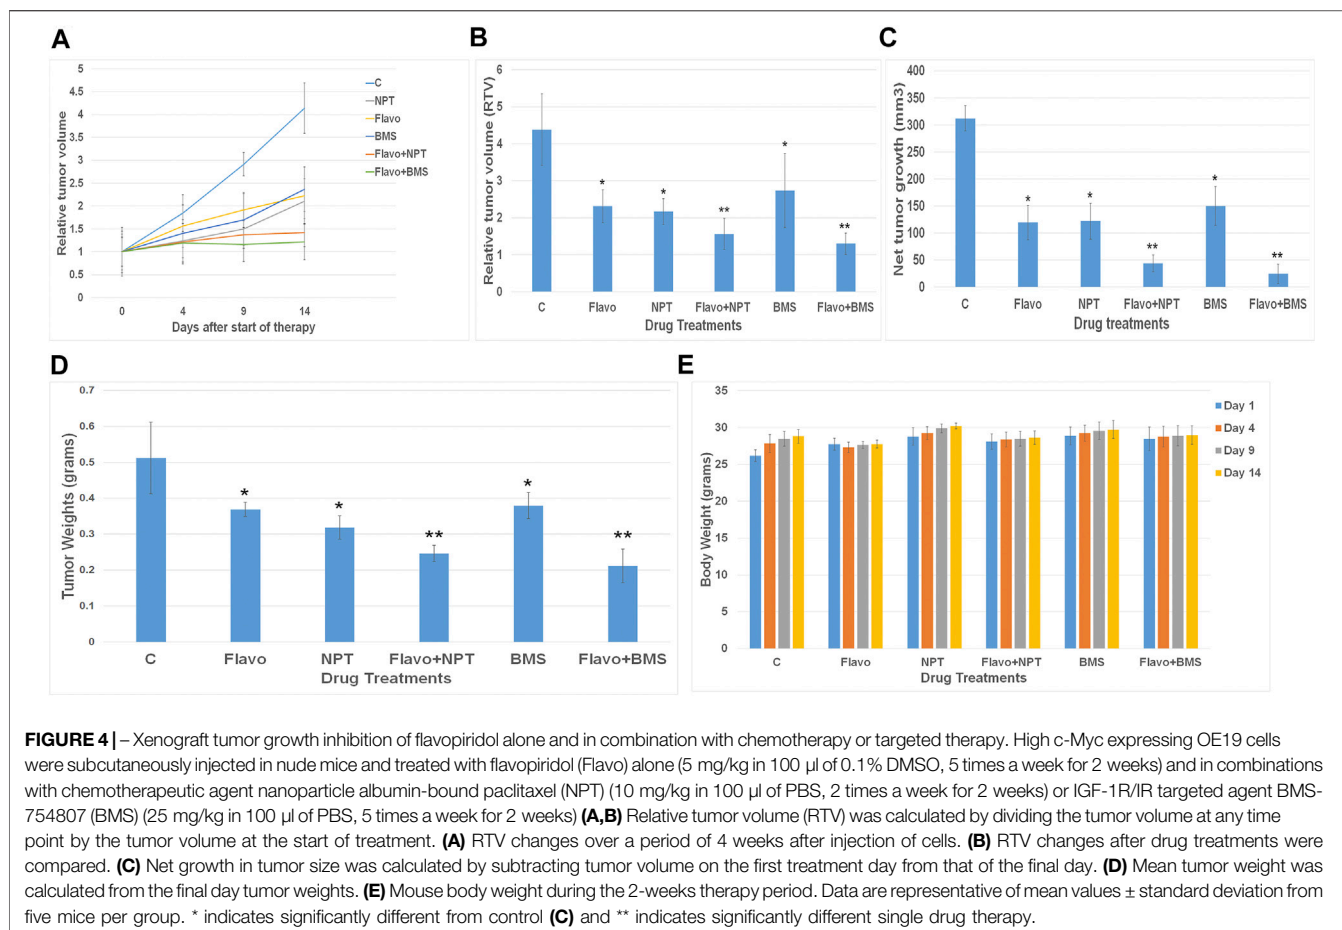 A
Relative tumor volume
5
4.5
4
3.5
3
2.5
2
1.5
1
0.5
0
0 4 9 14
Days after start of therapy
C
NPT
Flavo
BMS
Flavo+NPT
Flavo+BMS
B
Relative tumor volume (RTV)
6
5
4
3
2
1
0
* * ** * **
C Flavo NPT Flavo+NPT BMS Flavo+BMS
Drug Treatments
C
Net tumor growth (mm3)
400
350
300
250
200
150
100
50
0
* * ** * **
C Flavo NPT Flavo+NPT BMS Flavo+BMS
Drug treatments
D
Tumor Weights (grams)
0.7
0.6
0.5
0.4
0.3
0.2
0.1
0
* * ** * **
C Flavo NPT Flavo+NPT BMS Flavo+BMS
Drug Treatments
E
Body Weight (grams)
35
30
25
20
15
10
5
0
C Flavo NPT Flavo+NPT BMS Flavo+BMS
Drug Treatments
Day 1
Day 4
Day 9
Day 14
FIGURE 4 | – Xenograft tumor growth inhibition of flavopiridol alone and in combination with chemotherapy or targeted therapy. High c-Myc expressing OE19 cells
were subcutaneously injected in nude mice and treated with flavopiridol (Flavo) alone (5 mg/kg in 100 µl of 0.1% DMSO, 5 times a week for 2 weeks) and in combinations
with chemotherapeutic agent nanoparticle albumin-bound paclitaxel (NPT) (10 mg/kg in 100 µl of PBS, 2 times a week for 2 weeks) or IGF-1R/IR targeted agent BMS-
754807 (BMS) (25 mg/kg in 100 µl of PBS, 5 times a week for 2 weeks) (A,B) Relative tumor volume (RTV) was calculated by dividing the tumor volume at any time
point by the tumor volume at the start of treatment. (A) RTV changes over a period of 4 weeks after injection of cells. (B) RTV changes after drug treatments were
compared. (C) Net growth in tumor size was calculated by subtracting tumor volume on the first treatment day from that of the final day. (D) Mean tumor weight was
calculated from the final day tumor weights. (E) Mouse body weight during the 2-weeks therapy period. Data are representative of mean values ± standard deviation from
five mice per group. * indicates significantly different from control (C) and ** indicates significantly different single drug therapy.